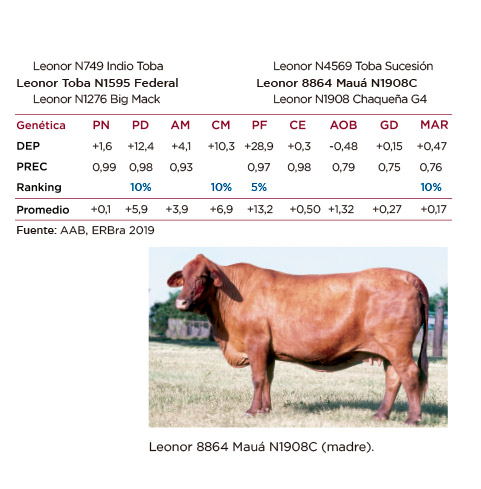 Leonor N749 Indio Toba Leonor N4569 Toba Sucesión
Leonor Toba N1595 Federal Leonor 8864 Mauá N1908C
Leonor N1276 Big Mack Leonor N1908 Chaqueña G4
Genética PN PD AM CM PF CE AOB GD MAR
DEP +1,6 +12,4 +4,1 +10,3 +28,9 +0,3 -0,48 +0,15 +0,47
PREC 0,99 0,98 0,93 0,97 0,98 0,79 0,75 0,76
Ranking 10% 10% 5% 10%
Promedio +0,1 +5,9 +3,9 +6,9 +13,2 +0,50 +1,32 +0,27 +0,17
Fuente: AAB, ERBra 2019
Leonor 8864 Mauá N1908C (madre).